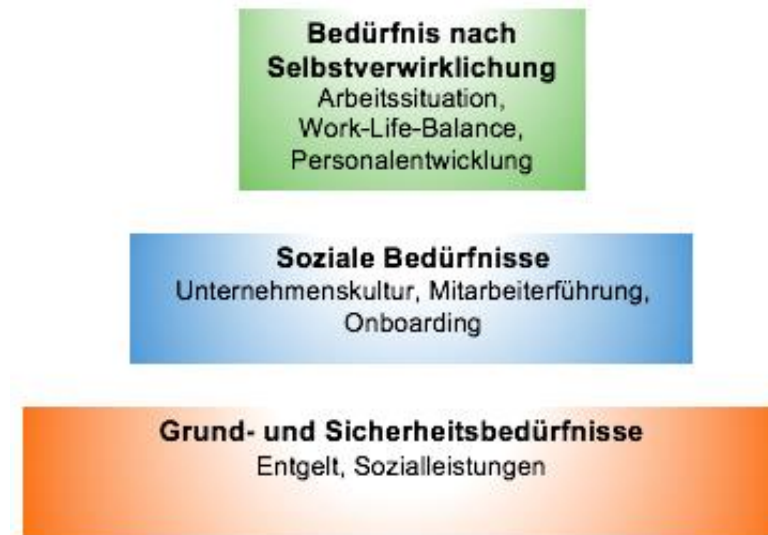 Bedürfnis nach
Selbstverwirklichung
Arbeitssituation,
Work-Life-Balance,
Personalentwicklung
Soziale Bedürfnisse
Unternehmenskultur, Mitarbeiterführung,
Onboarding
Grund- und Sicherheitsbedürfnisse
Entgelt, Sozialleistungen